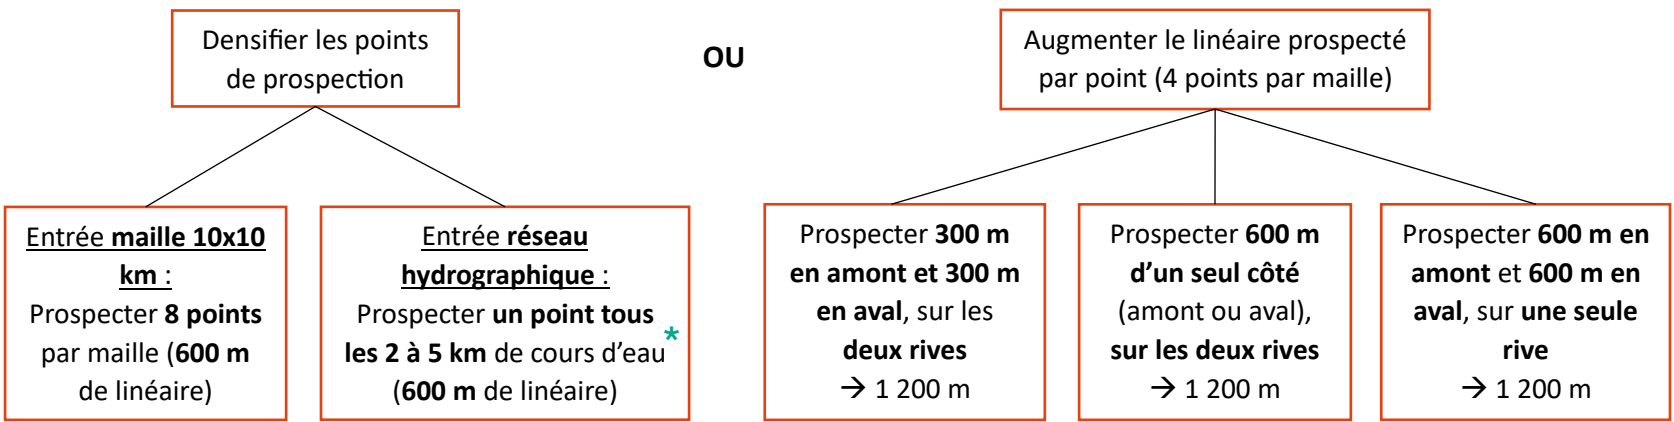 Densifier les points
de prospection
OU
Augmenter le linéaire prospecté
par point (4 points par maille)
Entrée maille 10x10
km :
Prospecter 8 points
par maille (600 m
de linéaire)
Entrée réseau
hydrographique :
Prospecter un point tous
les 2 à 5 km de cours d’eau *
(600 m de linéaire)
Prospecter 300 m
en amont et 300 m
en aval, sur les
deux rives
→ 1 200 m
Prospecter 600 m
d’un seul côté
(amont ou aval),
sur les deux rives
→ 1 200 m
Prospecter 600 m en
amont et 600 m en
aval, sur une seule
rive
→ 1 200 m